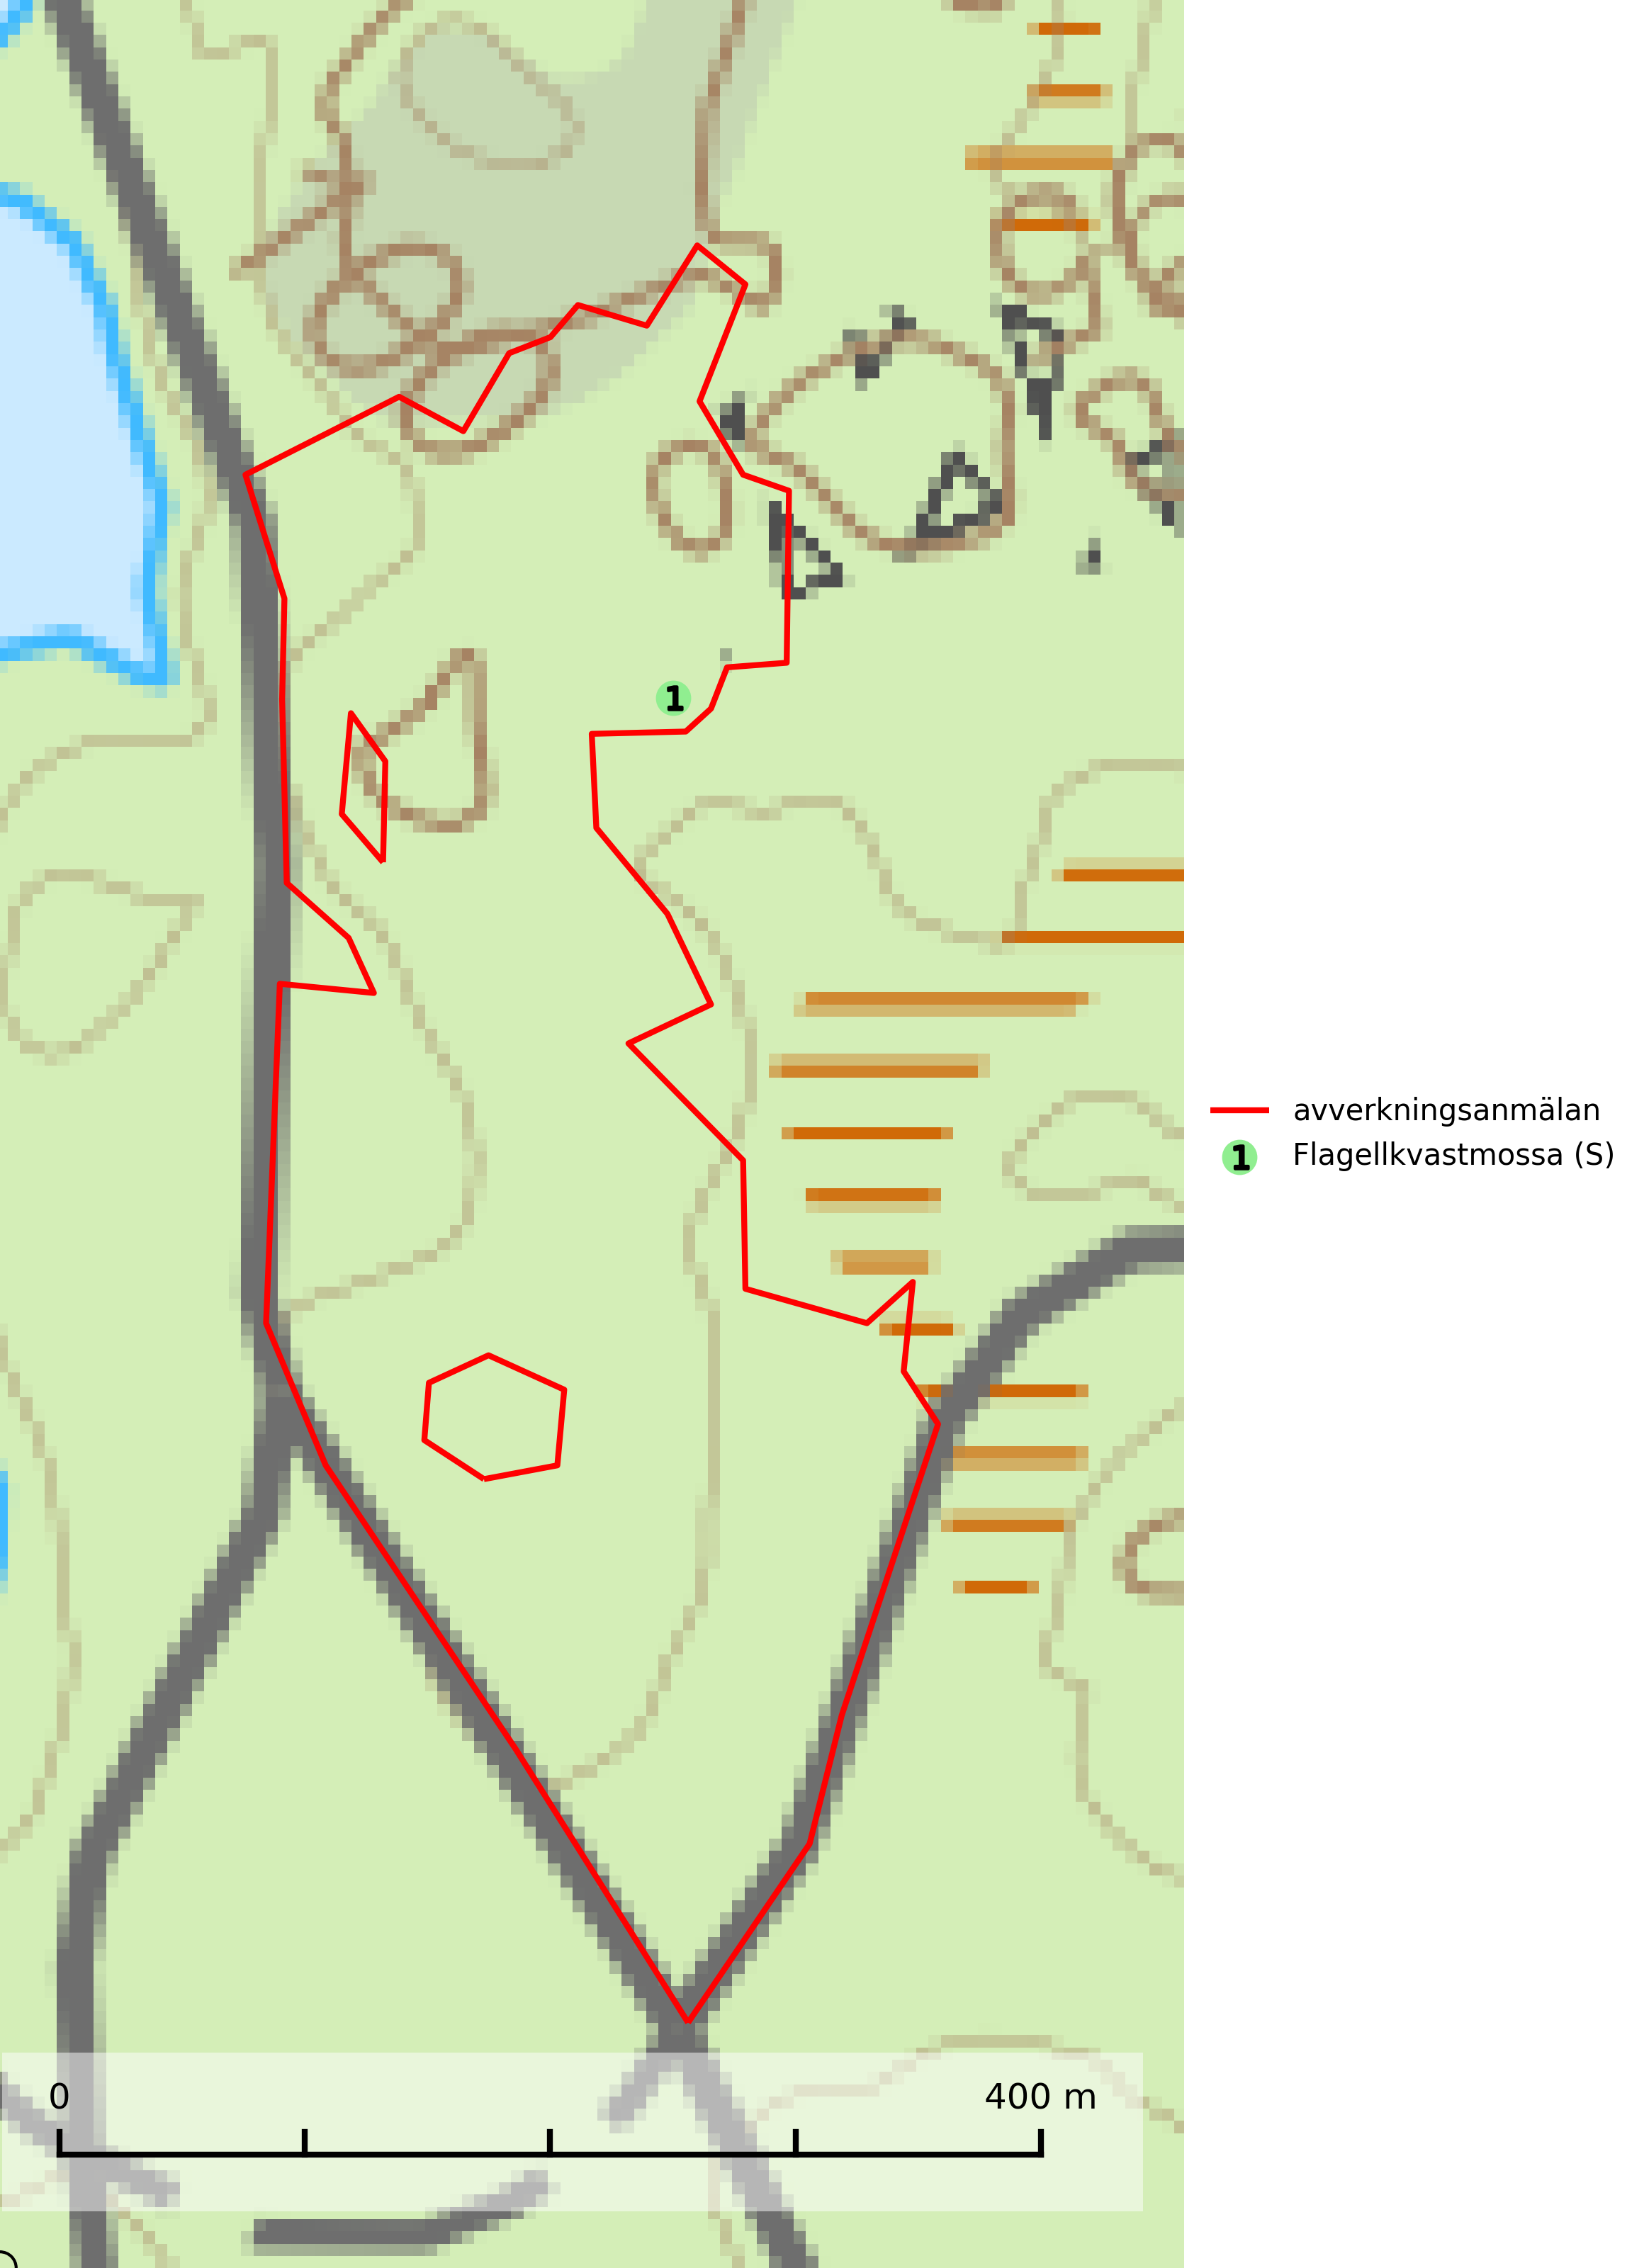 1
avverkningsanmälan
1 Flagellkvastmossa (S)
0 400 m